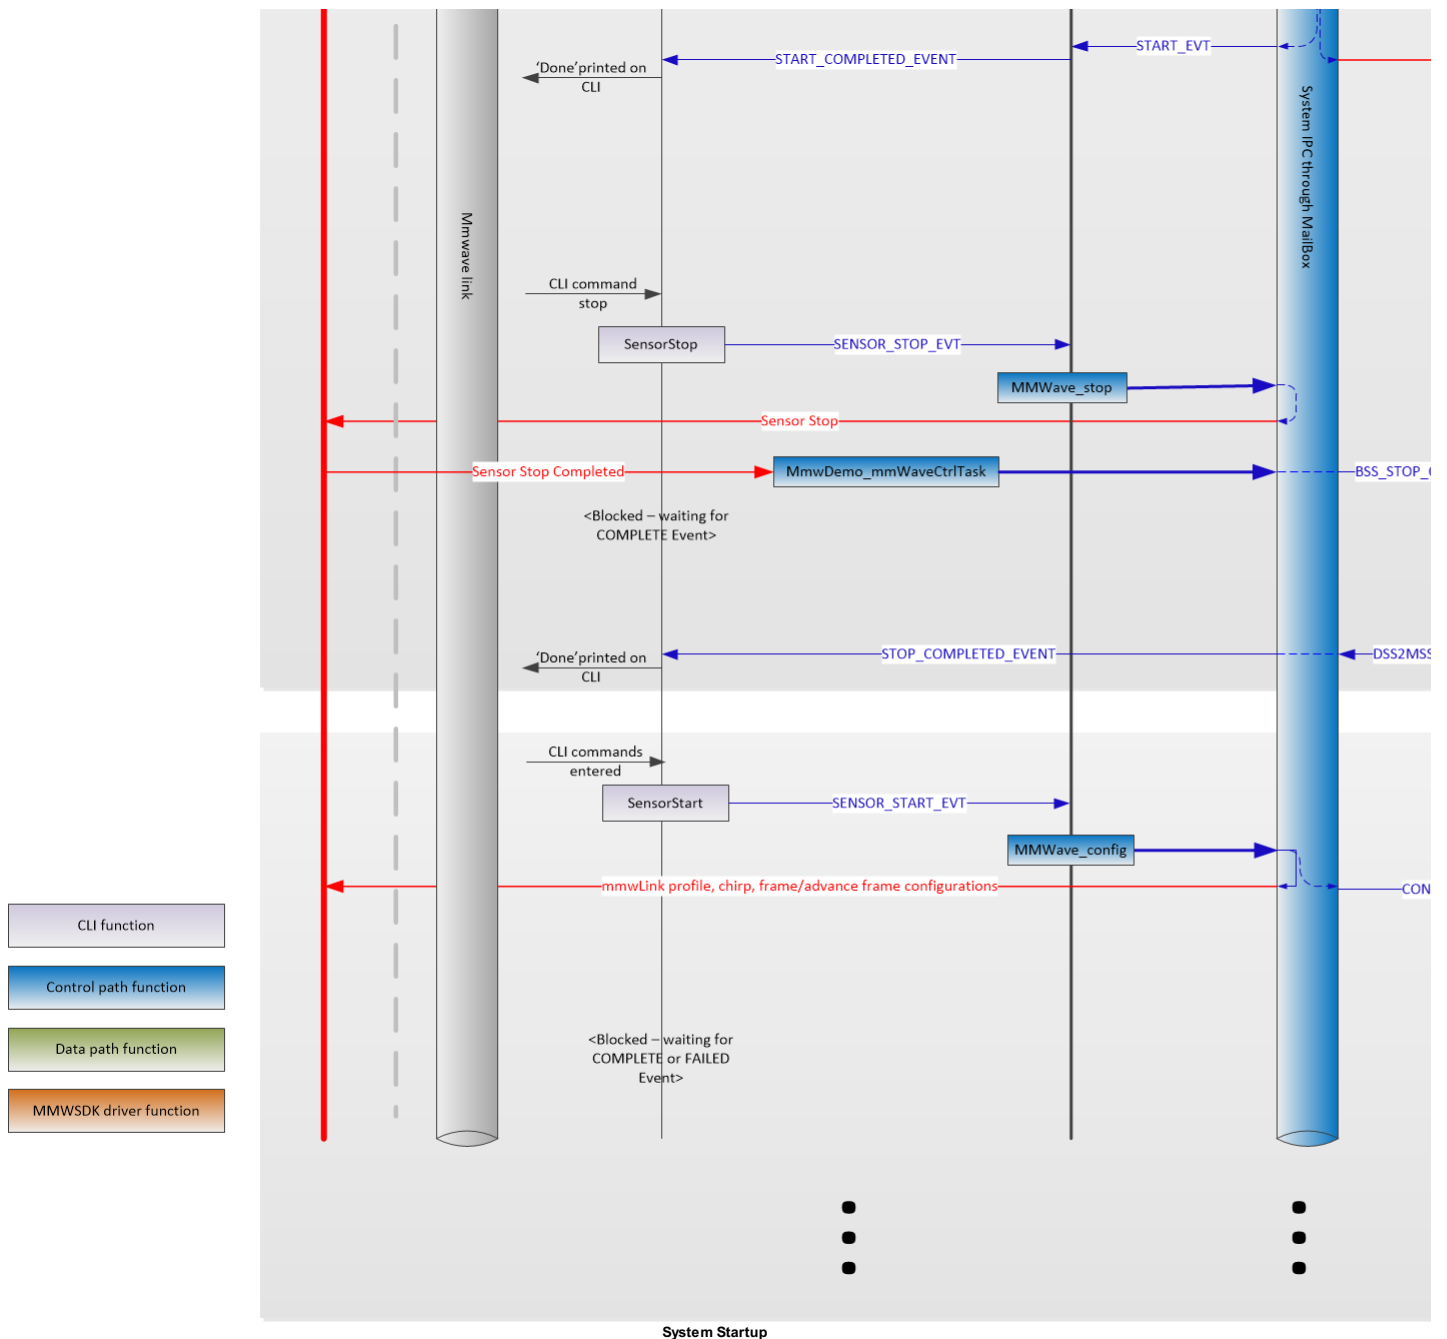 START_EVT
START_COMPLETED_EVENT
‘Done’printed on
CLI
System IPC through MailBox
Mmwave link
CLI command
stop
SensorStop
SENSOR_STOP_EVT
MMWave_stop
Sensor Stop
Sensor Stop Completed
MmwDemo_mmWaveCtrlTask
BSS_STOP_
<Blocked – waiting for
COMPLETE Event>
STOP_COMPLETED_EVENT
DSS2MSS
‘Done’printed on
CLI
CLI commands
entered
SensorStart
SENSOR_START_EVT
MMWave_config
mmwLink profile, chirp, frame/advance frame configurations
CON
CLI function
Control path function
Data path function
MMWSDK driver function
<Blocked – waiting for
COMPLETE or FAILED
Event>
System Startup